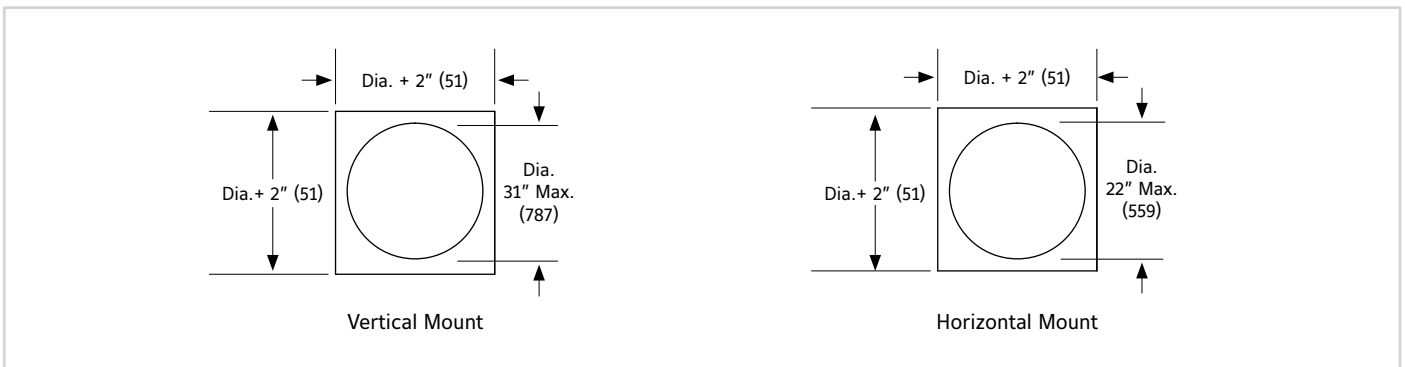 Dia. + 2" (51)
Dia.+ 2" (51)
Dia.
31" Max.
(787)
Vertical Mount
Dia. + 2" (51)
Dia.+ 2" (51)
Dia.
22" Max.
(559)
Horizontal Mount